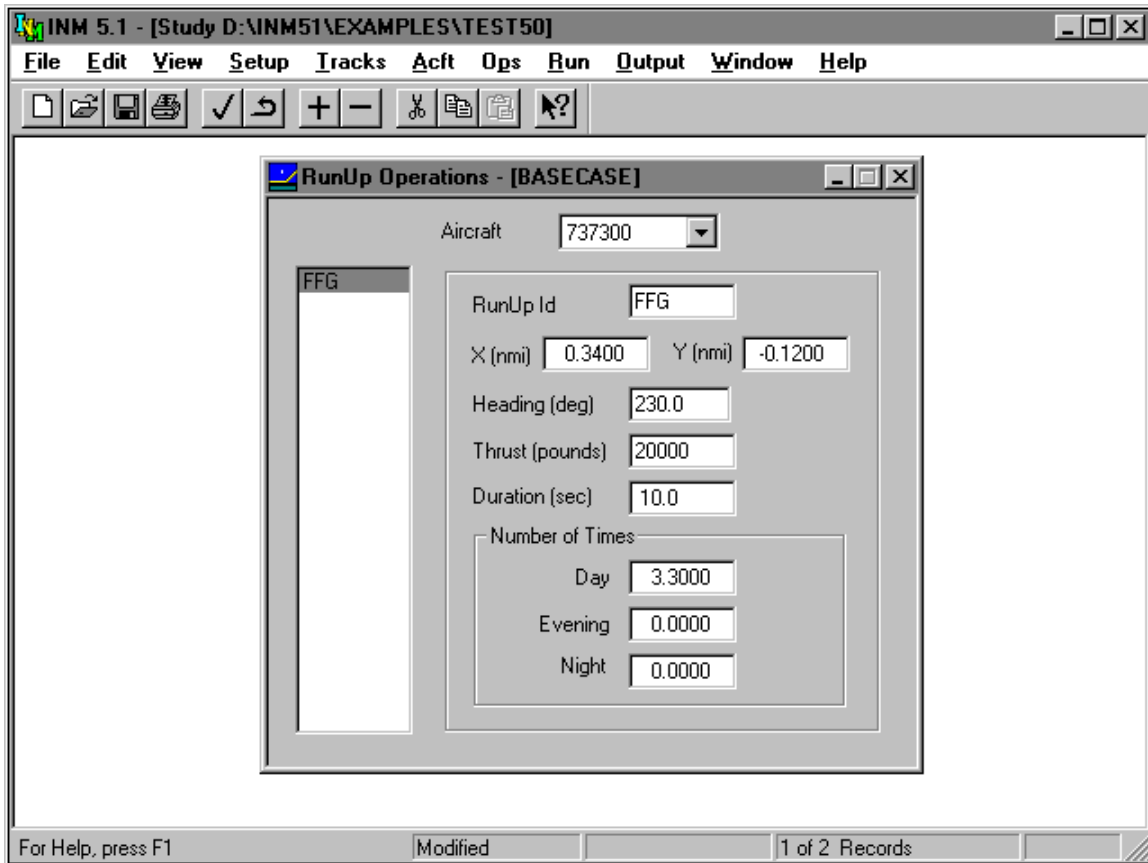 INM 5.1 - [Study D:\INM51\EXAMPLES\TEST50]
File Edit View Setup Tracks Acft Ops Run Output Window Help
RunUp Operations - [BASECASE]
Aircraft 737300
FFG
RunUp Id FFG
X (nmi) 0.3400 Y (nmi) -0.1200
Heading (deg) 230.0
Thrust (pounds) 20000
Duration (sec) 10.0
Number of Times
Day 3.3000
Evening 0.0000
Night 0.0000
For Help, press F1 Modified 1 of 2 Records